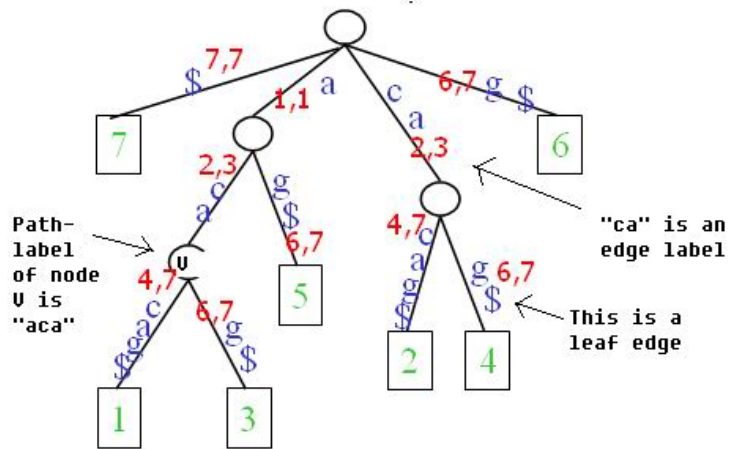 7,7
$
1,1
a
c
a
2,3
6,7
g
$
7
6
2,3
c
a
g
$
6,7
"ca" is an
edge label
Path-
label
of node
V is
"aca"
V
5
4,7
c
a
g
$
6,7
g
$
4,7
c
a
g
$
g
$
6,7
This is a
leaf edge
2
4
1
3